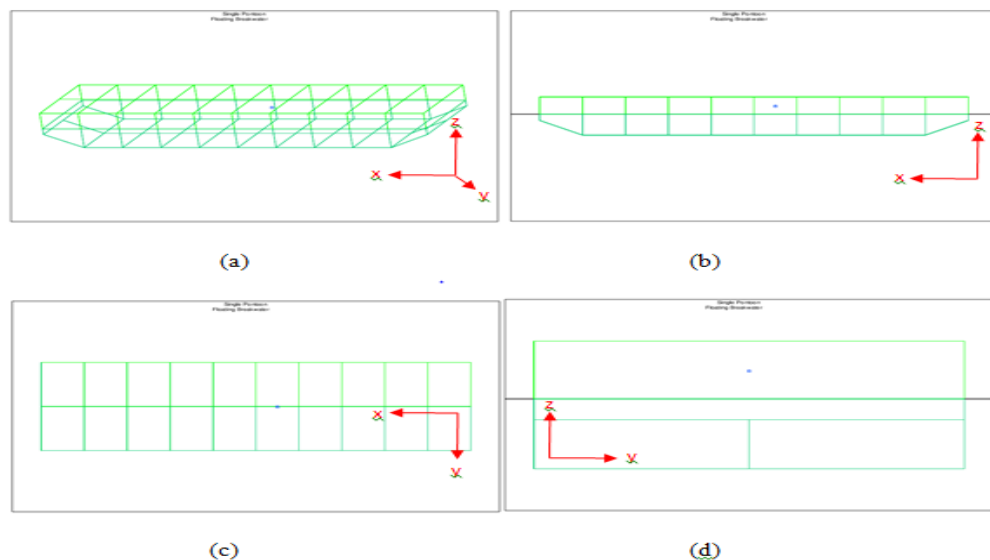 Single Pontoon
Floating Breakwater
z
x
y
(a)
Single Pontoon
Floating Breakwater
z
x
(b)
Single Pontoon
Floating Breakwater
x
y
(c)
Single Pontoon
Floating Breakwater
z
y
(d)